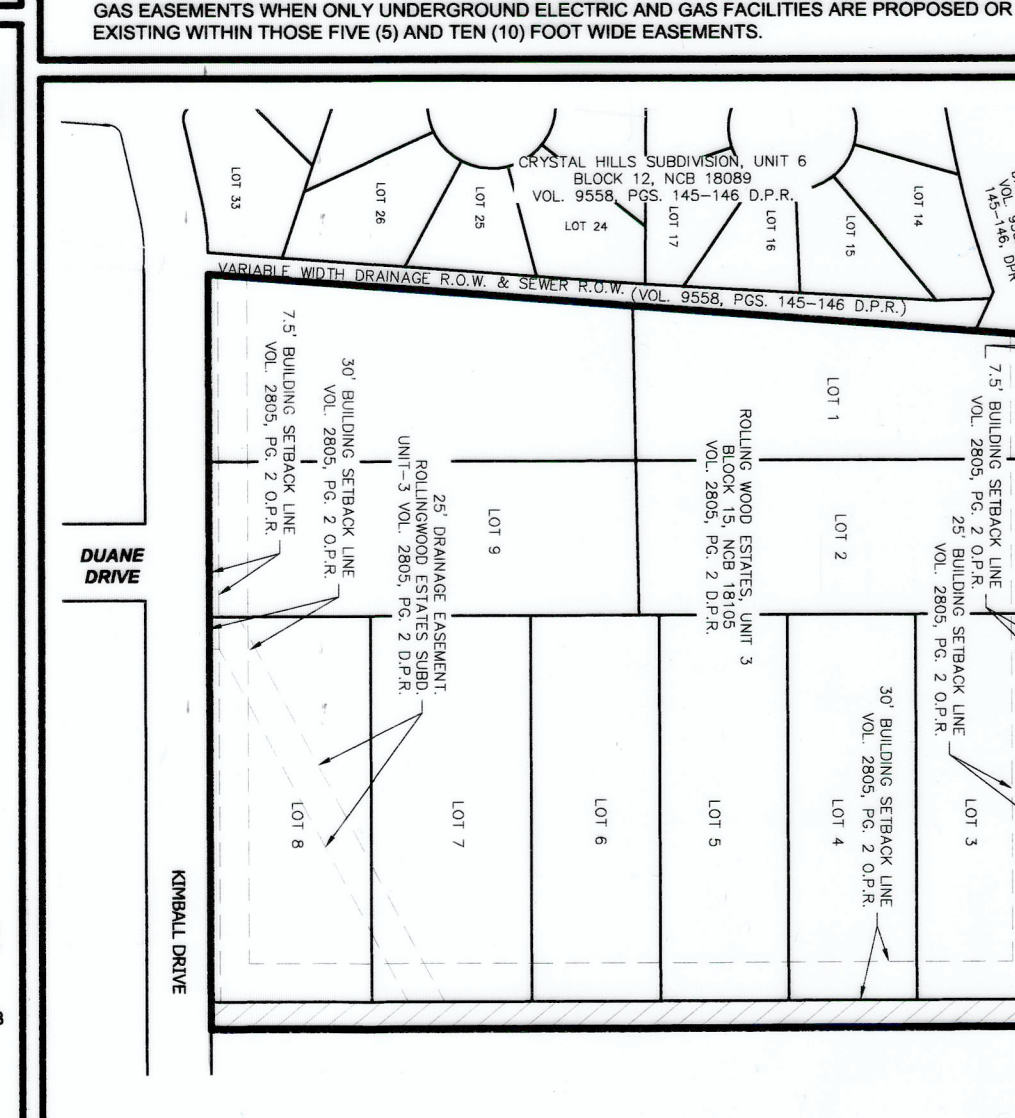 GAS EASEMENTS WHEN ONLY UNDERGROUND ELECTRIC AND GAS FACILITIES ARE PROPOSED OR
EXISTING WITHIN THOSE FIVE (5) AND TEN (10) FOOT WIDE EASEMENTS.
CRYSTAL HILLS SUBDIVISION, UNIT 6
BLOCK 12, NCB 18089
VOL. 9558, PGS. 145-146 D.P.R.
LOT 33
LOT 26
LOT 25
LOT 24
LOT 17
LOT 16
LOT 15
LOT 14
145-146, DPR
VARIABLE WIDTH DRAINAGE R.O.W. & SEWER R.O.W. (VOL. 9558, PGS. 145-146 D.P.R.)
7.5' BUILDING SETBACK LINE
VOL. 2805, PG. 2 O.P.R.
30' BUILDING SETBACK LINE
VOL. 2805, PG. 2 O.P.R.
25' DRAINAGE EASEMENT.
ROLLINGWOOD ESTATES SUBD.
UNIT-3 VOL. 2805, PG. 2 D.P.R.
LOT 9
ROLLING WOOD ESTATES, UNIT 3
BLOCK 15, NCB 18105
VOL. 2805, PG. 2 D.P.R.
LOT 1
LOT 2
7.5' BUILDING SETBACK LINE
VOL. 2805, PG. 2 O.P.R.
25' BUILDING SETBACK LINE
VOL. 2805, PG. 2 O.P.R.
DUANE
DRIVE
30' BUILDING SETBACK LINE
VOL. 2805, PG. 2 O.P.R.
LOT 8
LOT 7
LOT 6
LOT 5
LOT 4
LOT 3
KIMBALL DRIVE